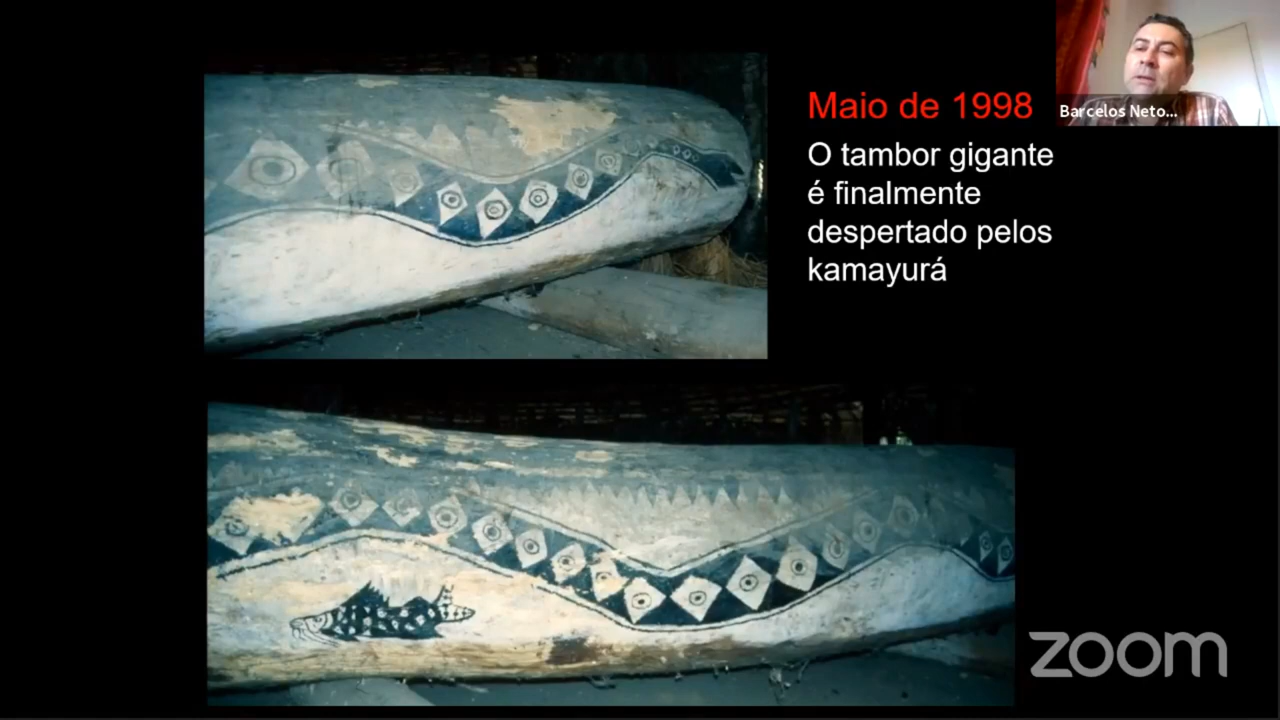 Maio de 1998
Barcelos Neto...
O tambor gigante
é finalmente
despertado pelos
kamayurá
zoom